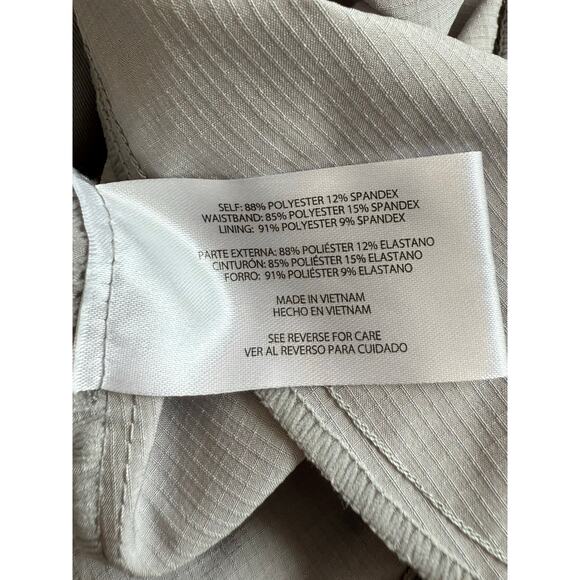 SELF: 88% POLYESTER 12% SPANDEX
WAISTBAND: 85% POLYESTER 15% SPANDEX
LINING: 91% POLYESTER 9% SPANDEX
PARTE EXTERNA: 88% POLIÉSTER 12% ELASTANO
CINTURÓN: 85% POLIÉSTER 15% ELASTANO
FORRO: 91% POLIÉSTER 9% ELASTANO
MADE IN VIETNAM
HECHO EN VIETNAM
SEE REVERSE FOR CARE
VER AL REVERSO PARA CUIDADO